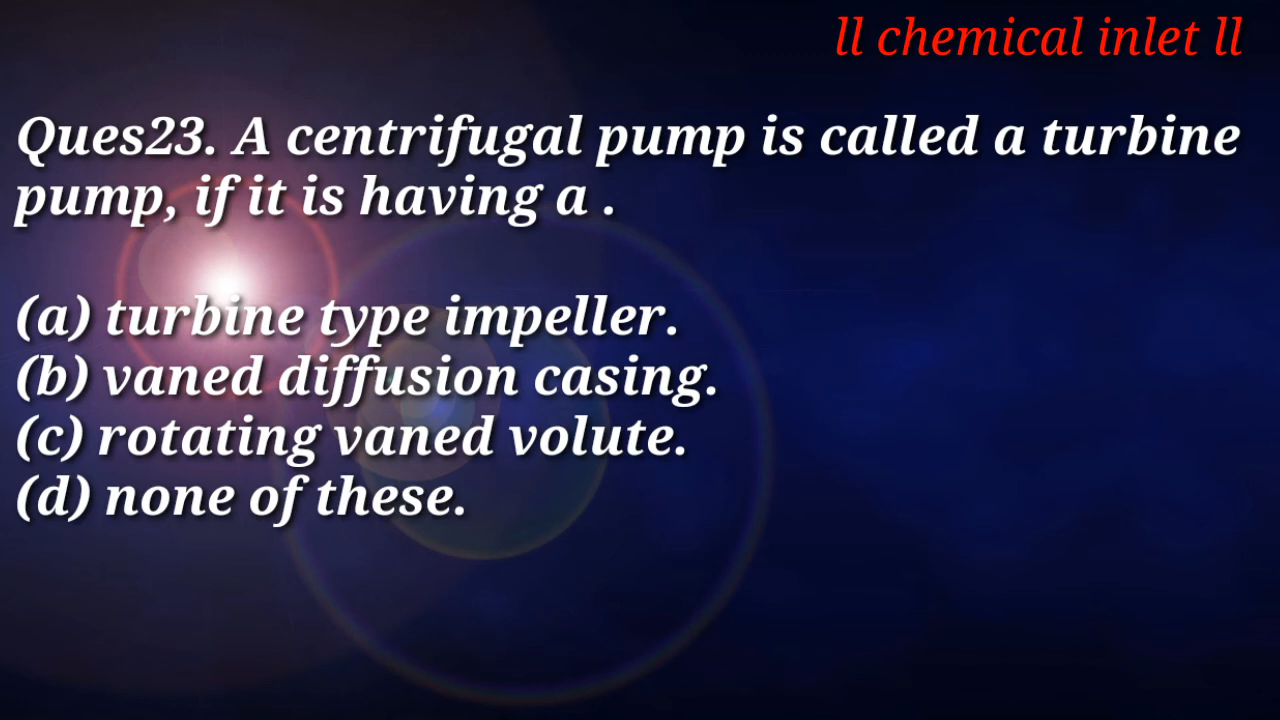 ll chemical inlet ll
Ques23. A centrifugal pump is called a turbine
pump, if it is having a .
(a) turbine type impeller.
(b) vaned diffusion casing.
(c) rotating vaned volute.
(d) none of these.